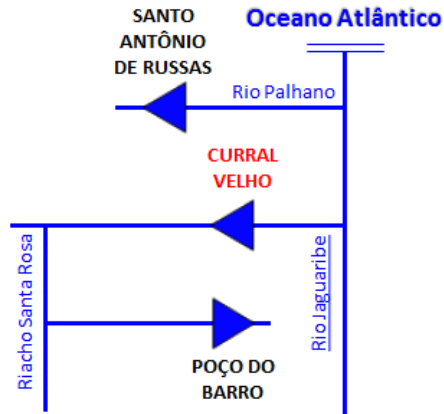 SANTO
ANTÔNIO
DE RUSSAS
Oceano Atlântico
Rio Palhano
CURRAL
VELHO
Riacho Santa Rosa
Rio Jaguaribe
POÇO DO
BARRO